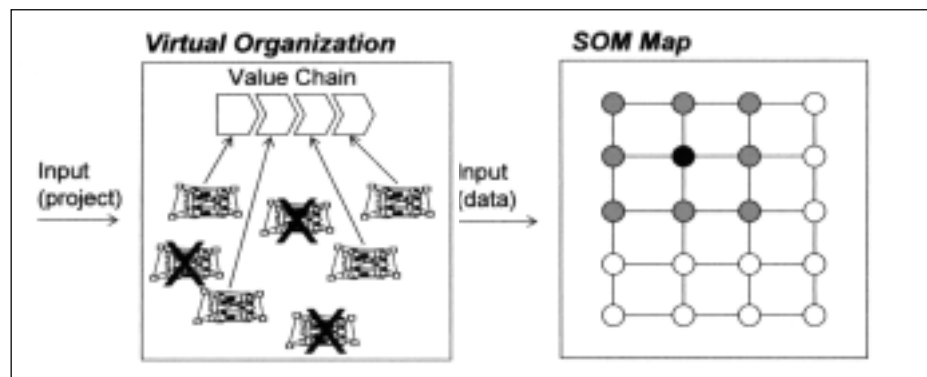 Virtual Organization
Value Chain
Input
(project)
Input
(data)
SOM Map